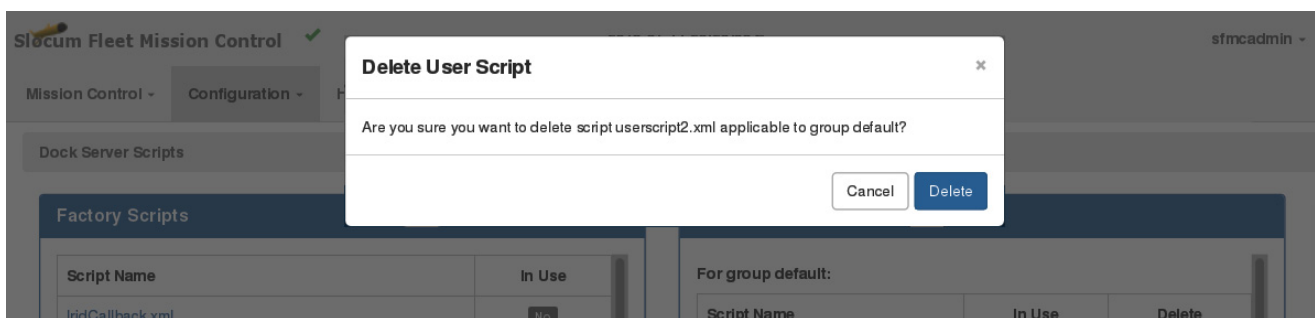 Slocum Fleet Mission Control
sfmcadmin
Delete User Script
×
Mission Control
Configuration
H
Are you sure you want to delete script userscript2.xml applicable to group default?
Dock Server Scripts
Cancel
Delete
Factory Scripts
Script Name
In Use
For group default:
IridCallback.xml
No
Script Name
In Use
Delete